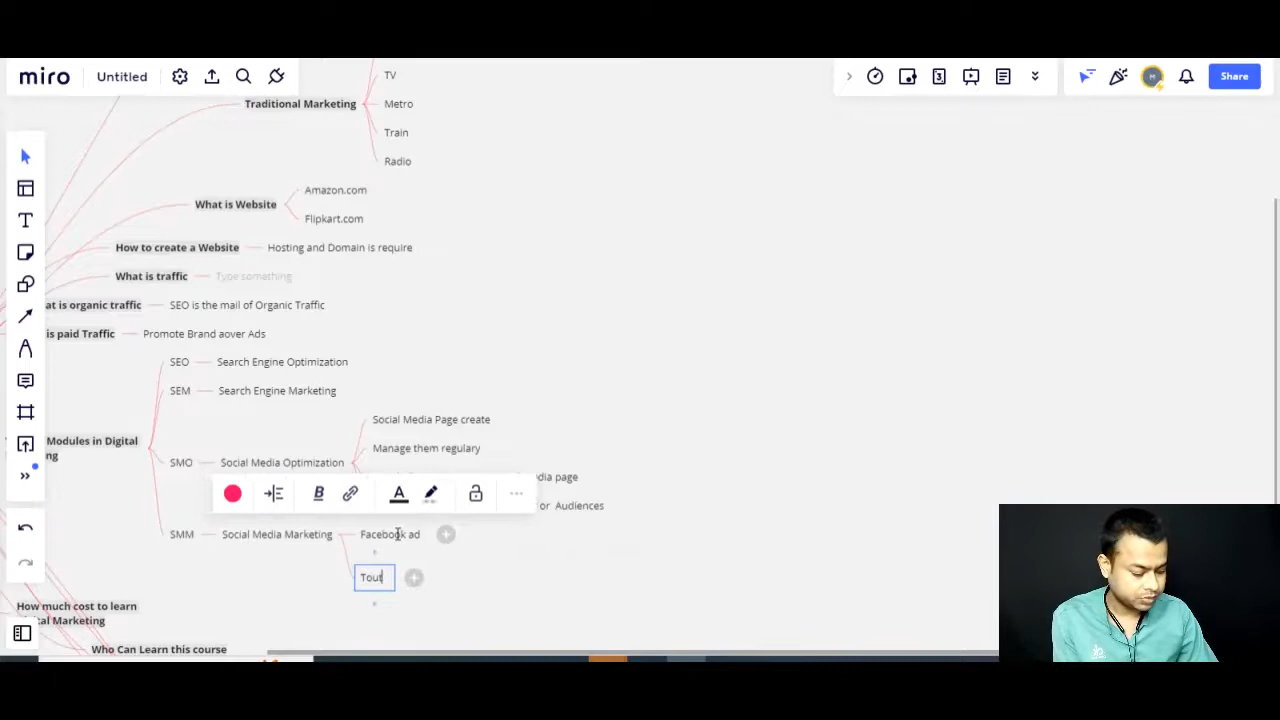 miro
Untitled
3
M
Share
TV
Traditional Marketing
Metro
Train
Radio
Amazon.com
What is Website
Flipkart.com
How to create a Website
Hosting and Domain is require
What is traffic
Type something
at is organic traffic
SEO is the mail of Organic Traffic
is paid Traffic
Promote Brand aover Ads
SEO
Search Engine Optimization
SEM
Search Engine Marketing
Social Media Page create
Modules in Digital
ng
Manage them regulary
SMO
Social Media Optimization
dia page
B
A
or Audiences
SMM
Social Media Marketing
Facebook ad
Tout
How much cost to learn
tal Marketing
Who Can Learn this course